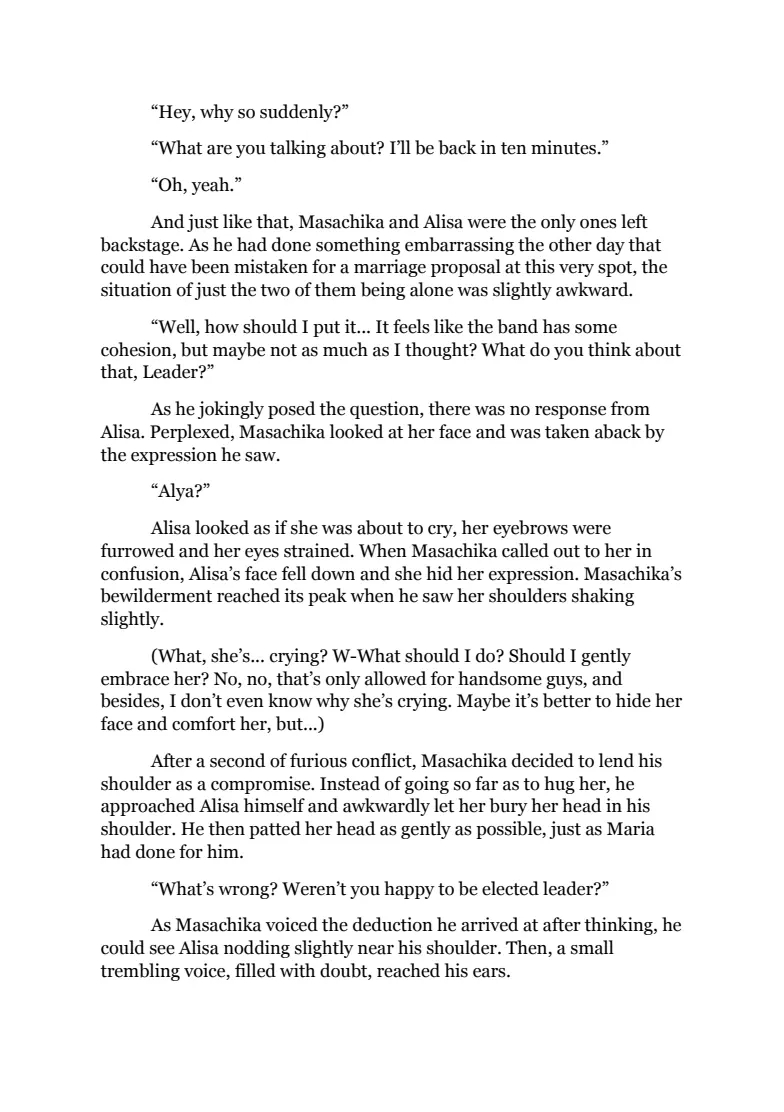 “Hey, why so suddenly?”
“What are you talking about? I’ll be back in ten minutes.”
“Oh, yeah.”
And just like that, Masachika and Alisa were the only ones left
backstage. As he had done something embarrassing the other day that
could have been mistaken for a marriage proposal at this very spot, the
situation of just the two of them being alone was slightly awkward.
“Well, how should I put it... It feels like the band has some
cohesion, but maybe not as much as I thought? What do you think about
that, Leader?”
As he jokingly posed the question, there was no response from
Alisa. Perplexed, Masachika looked at her face and was taken aback by
the expression he saw.
“Alya?”
Alisa looked as if she was about to cry, her eyebrows were
furrowed and her eyes strained. When Masachika called out to her in
confusion, Alisa’s face fell down and she hid her expression. Masachika’s
bewilderment reached its peak when he saw her shoulders shaking
slightly.
(What, she’s... crying? W-What should I do? Should I gently
embrace her? No, no, that’s only allowed for handsome guys, and
besides, I don’t even know why she’s crying. Maybe it’s better to hide her
face and comfort her, but...)
After a second of furious conflict, Masachika decided to lend his
shoulder as a compromise. Instead of going so far as to hug her, he
approached Alisa himself and awkwardly let her bury her head in his
shoulder. He then patted her head as gently as possible, just as Maria
had done for him.
“What’s wrong? Weren’t you happy to be elected leader?”
As Masachika voiced the deduction he arrived at after thinking, he
could see Alisa nodding slightly near his shoulder. Then, a small
trembling voice, filled with doubt, reached his ears.